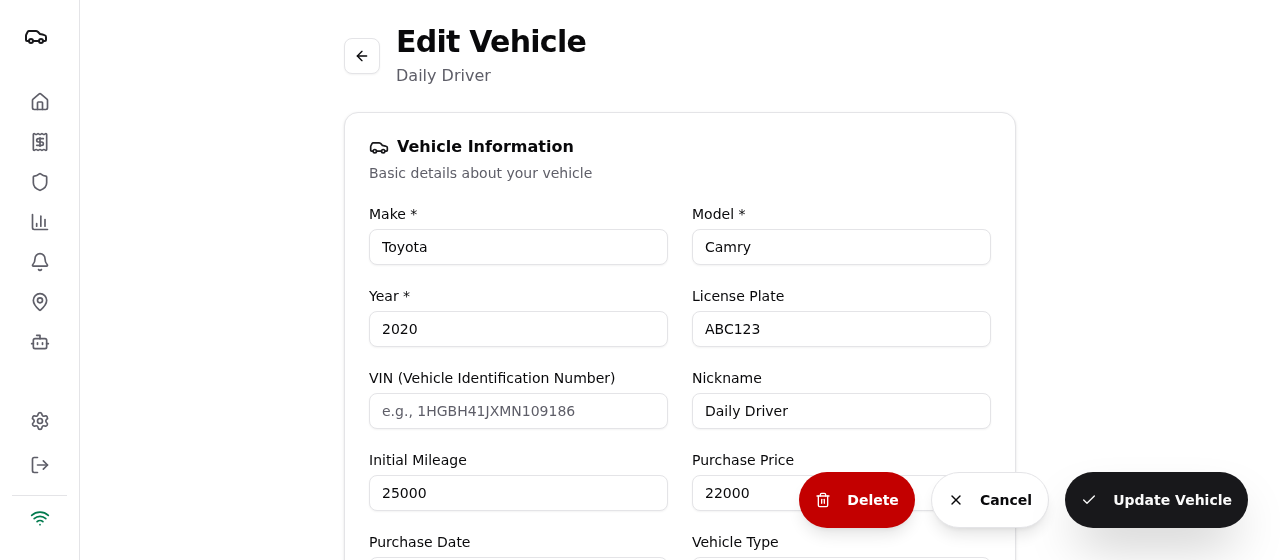 Edit Vehicle
Daily Driver
Vehicle Information
Basic details about your vehicle
Make *
Model *
Toyota
Camry
Year *
License Plate
2020
ABC123
VIN (Vehicle Identification Number)
Nickname
e.g., 1HGBH41JXMN109186
Daily Driver
Initial Mileage
Purchase Price
25000
22000
Delete
Cancel
Update Vehicle
Purchase Date
Vehicle Type